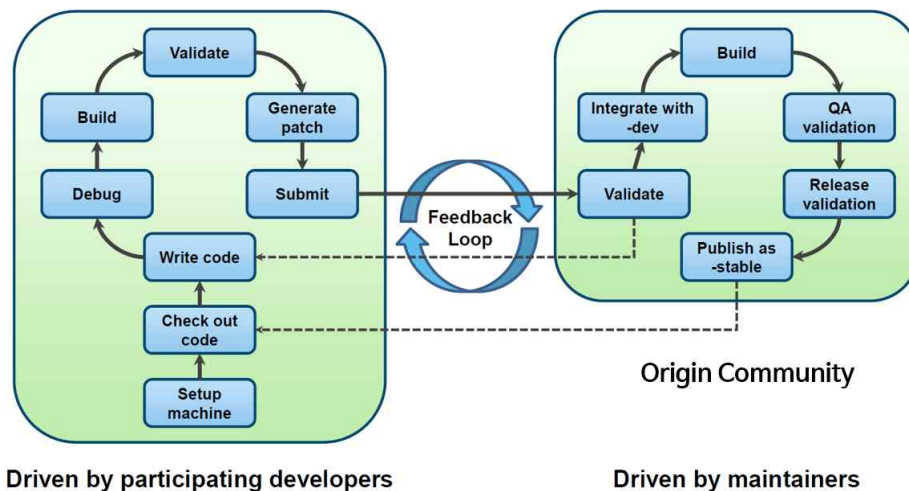 Validate
Build
Generate
patch
Debug
Submit
Write code
Check out
code
Setup
machine
Driven by participating developers
Feedback
Loop
Build
Integrate with
-dev
QA
validation
Validate
Release
validation
Publish as
-stable
Origin Community
Driven by maintainers